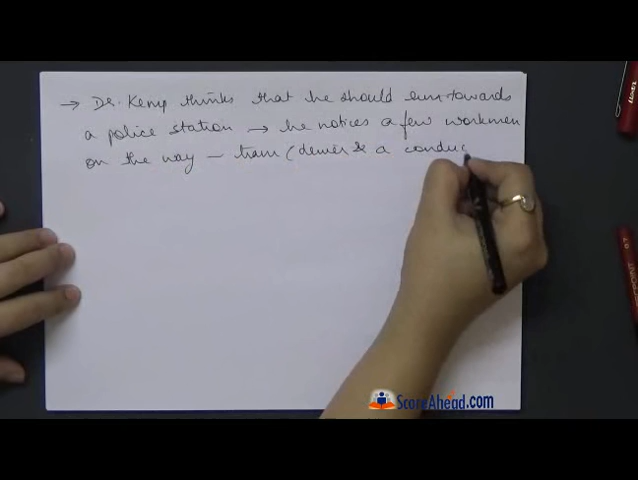 → Dr. Kemp thinks that he should run towards
a police station → he notices a few workmen
on the way – tram (driver & a conduc
ScoreAhead.com